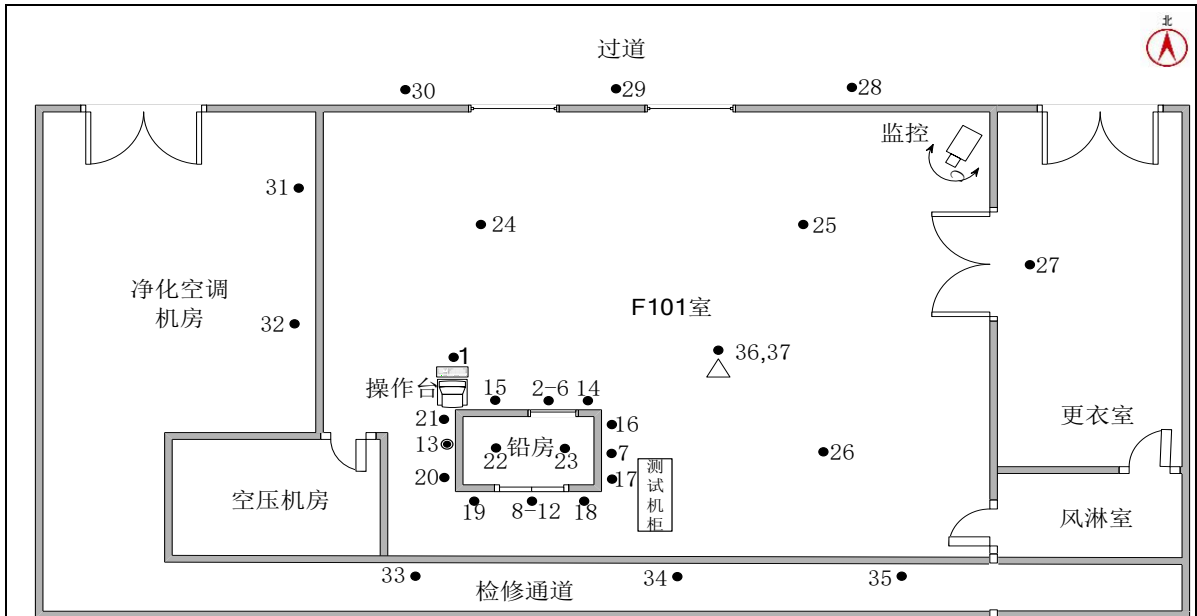 北
过道
30
29
28
监控
31
24
25
27
净化空调
机房
F101室
32
1
36,37
操作台
15
2-6
14
21
16
更衣室
13
铅房
7
22
23
26
20
17
测
试
机
柜
19
8-12
18
空压机房
风淋室
33
检修通道
34
35